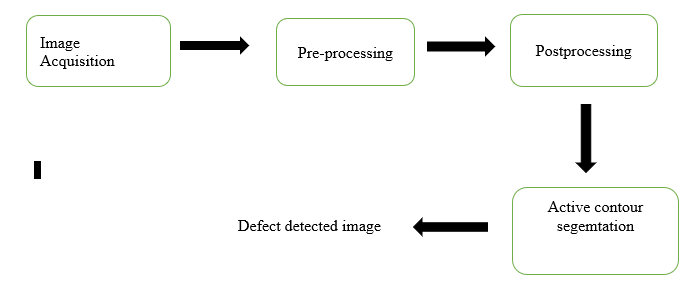 Image
Acquisition
Pre-processing
Postprocessing
Active contour
segemtation
Defect detected image